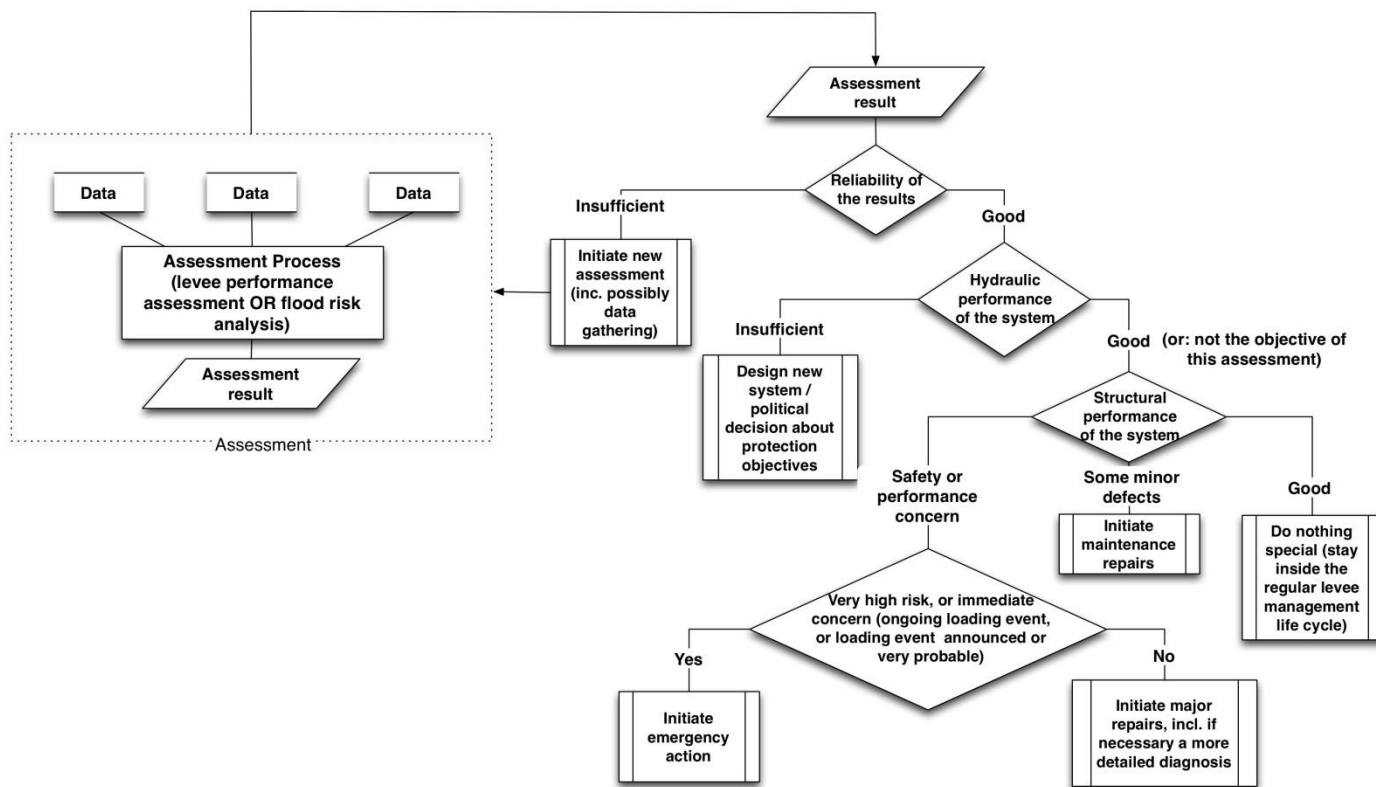 Assessment
result
Data
Data
Data
Reliability of
the results
Insufficient
Good
Assessment Process
(levee performance
assessment OR flood risk
analysis)
Initiate new
assessment
(inc. possibly
data
gathering)
Hydraulic
performance
of the system
Insufficient
Good
(or: not the objective of
this assessment)
Assessment
result
Assessment
Design new
system /
political
decision about
protection
objectives
Structural
performance
of the system
Safety or
performance
concern
Some minor
defects
Good
Initiate
maintenance
repairs
Do nothing
special (stay
inside the
regular levee
management
life cycle)
Very high risk, or immediate
concern (ongoing loading event,
or loading event announced or
very probable)
Yes
No
Initiate
emergency
action
Initiate major
repairs, incl. if
necessary a more
detailed diagnosis